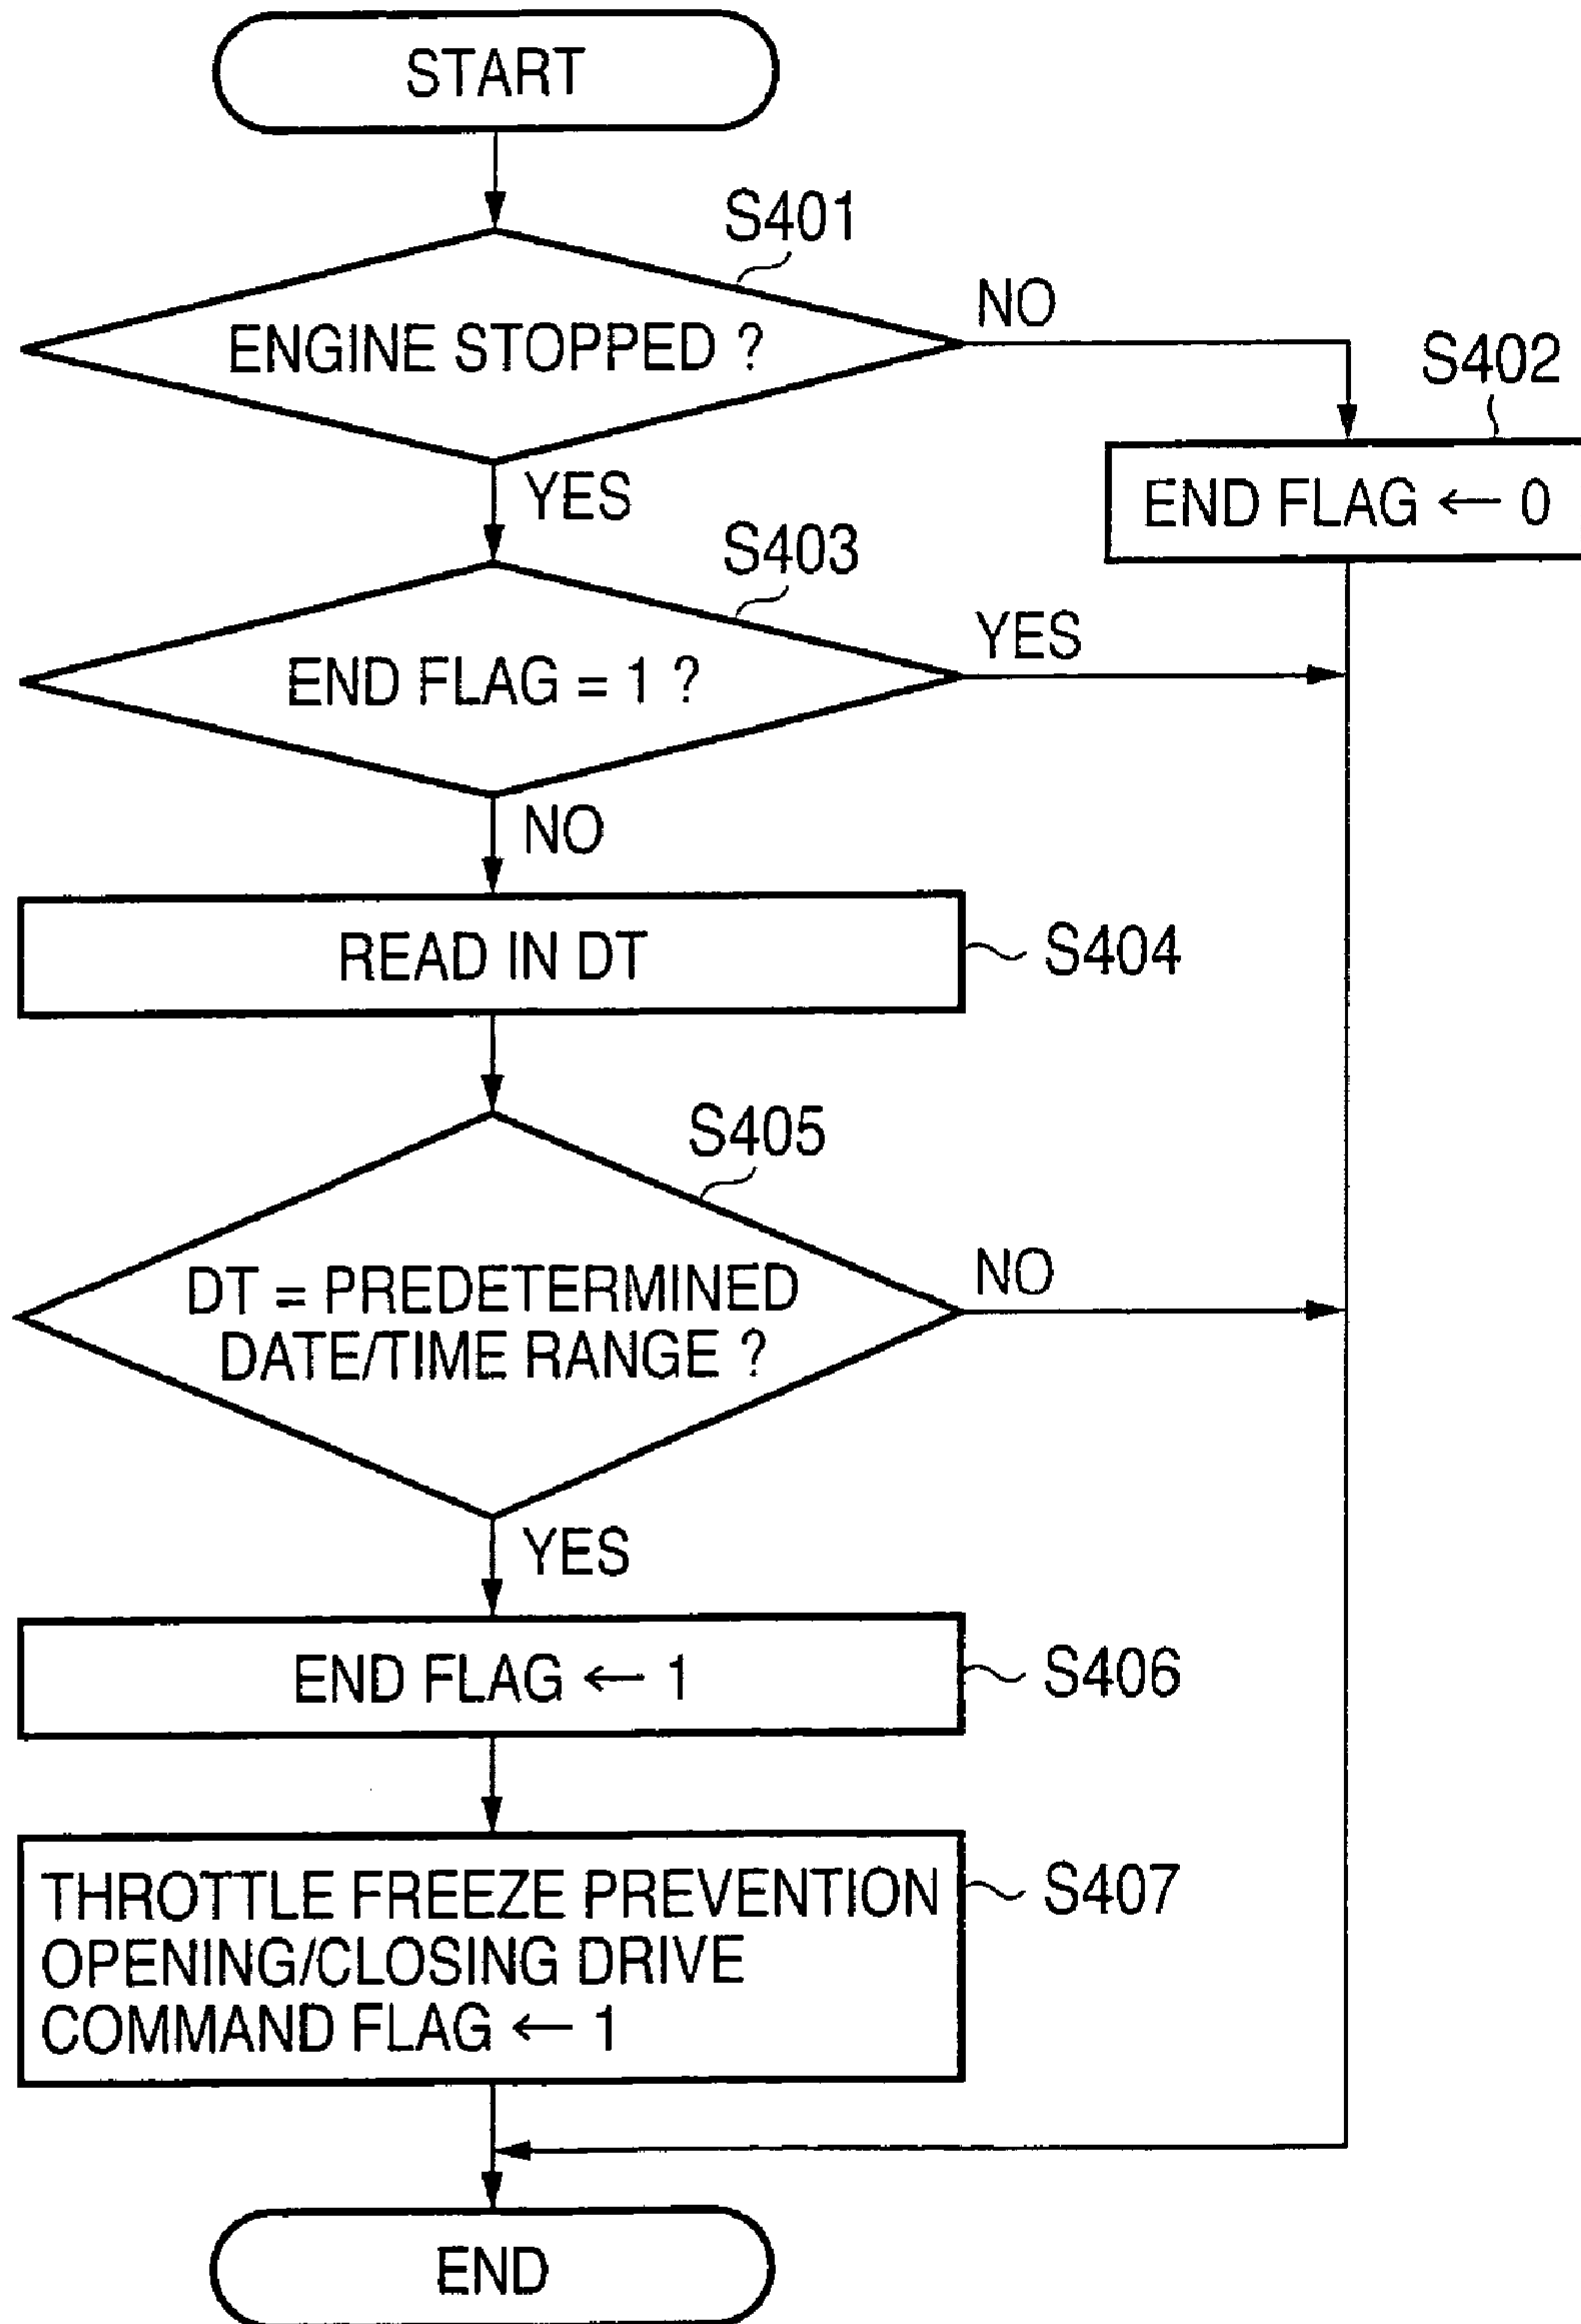 START
S401
ENGINE STOPPED ?
NO
S402
END FLAG ← 0
YES
S403
END FLAG = 1 ?
YES
NO
READ IN DT
S404
S405
DT = PREDETERMINED
DATE/TIME RANGE ?
NO
YES
END FLAG ← 1
S406
THROTTLE FREEZE PREVENTION
OPENING/CLOSING DRIVE
COMMAND FLAG ← 1
S407
END